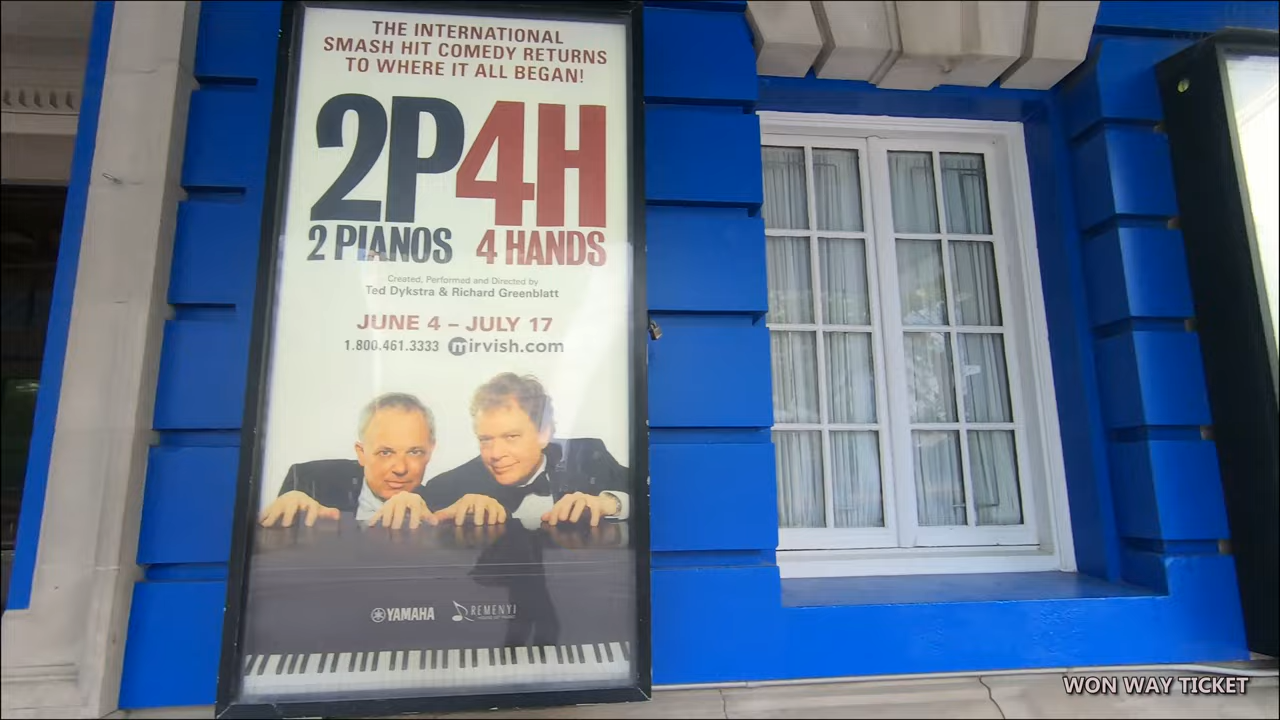 THE INTERNATIONAL
SMASH HIT COMEDY RETURNS
TO WHERE IT ALL BEGAN!
2P4H
2 PIANOS 4 HANDS
Created, Performed and Directed by
Ted Dykstra & Richard Greenblatt
JUNE 4 – JULY 17
1.800.461.3333 mirvish.com
YAMAHA REMENYI
WON WAY TICKET